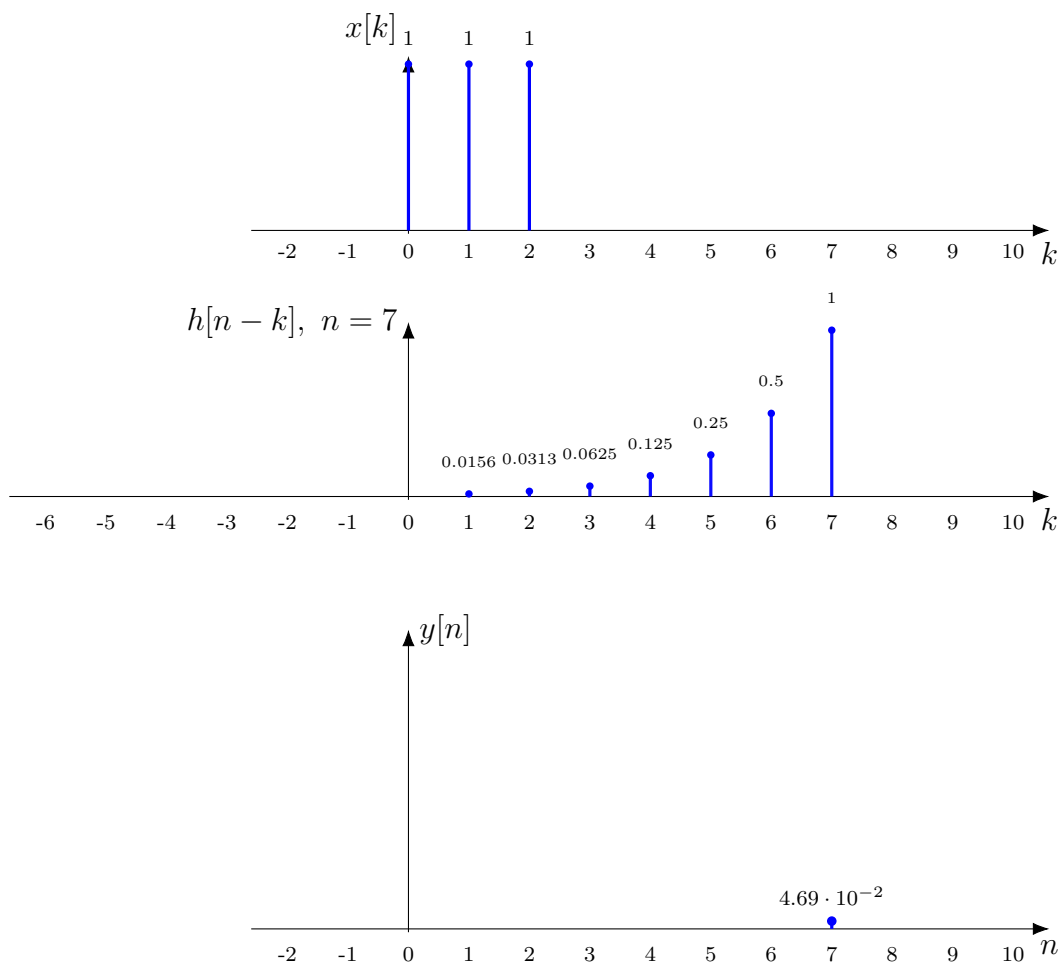 x[k]
1 1 1
-2 -1 0 1 2 3 4 5 6 7 8 9 10
k
h[n − k], n = 7
0.0156 0.0313 0.0625 0.125 0.25 0.5 1
-6 -5 -4 -3 -2 -1 0 1 2 3 4 5 6 7 8 9 10
k
y[n]
4.69 · 10⁻²
-2 -1 0 1 2 3 4 5 6 7 8 9 10
n